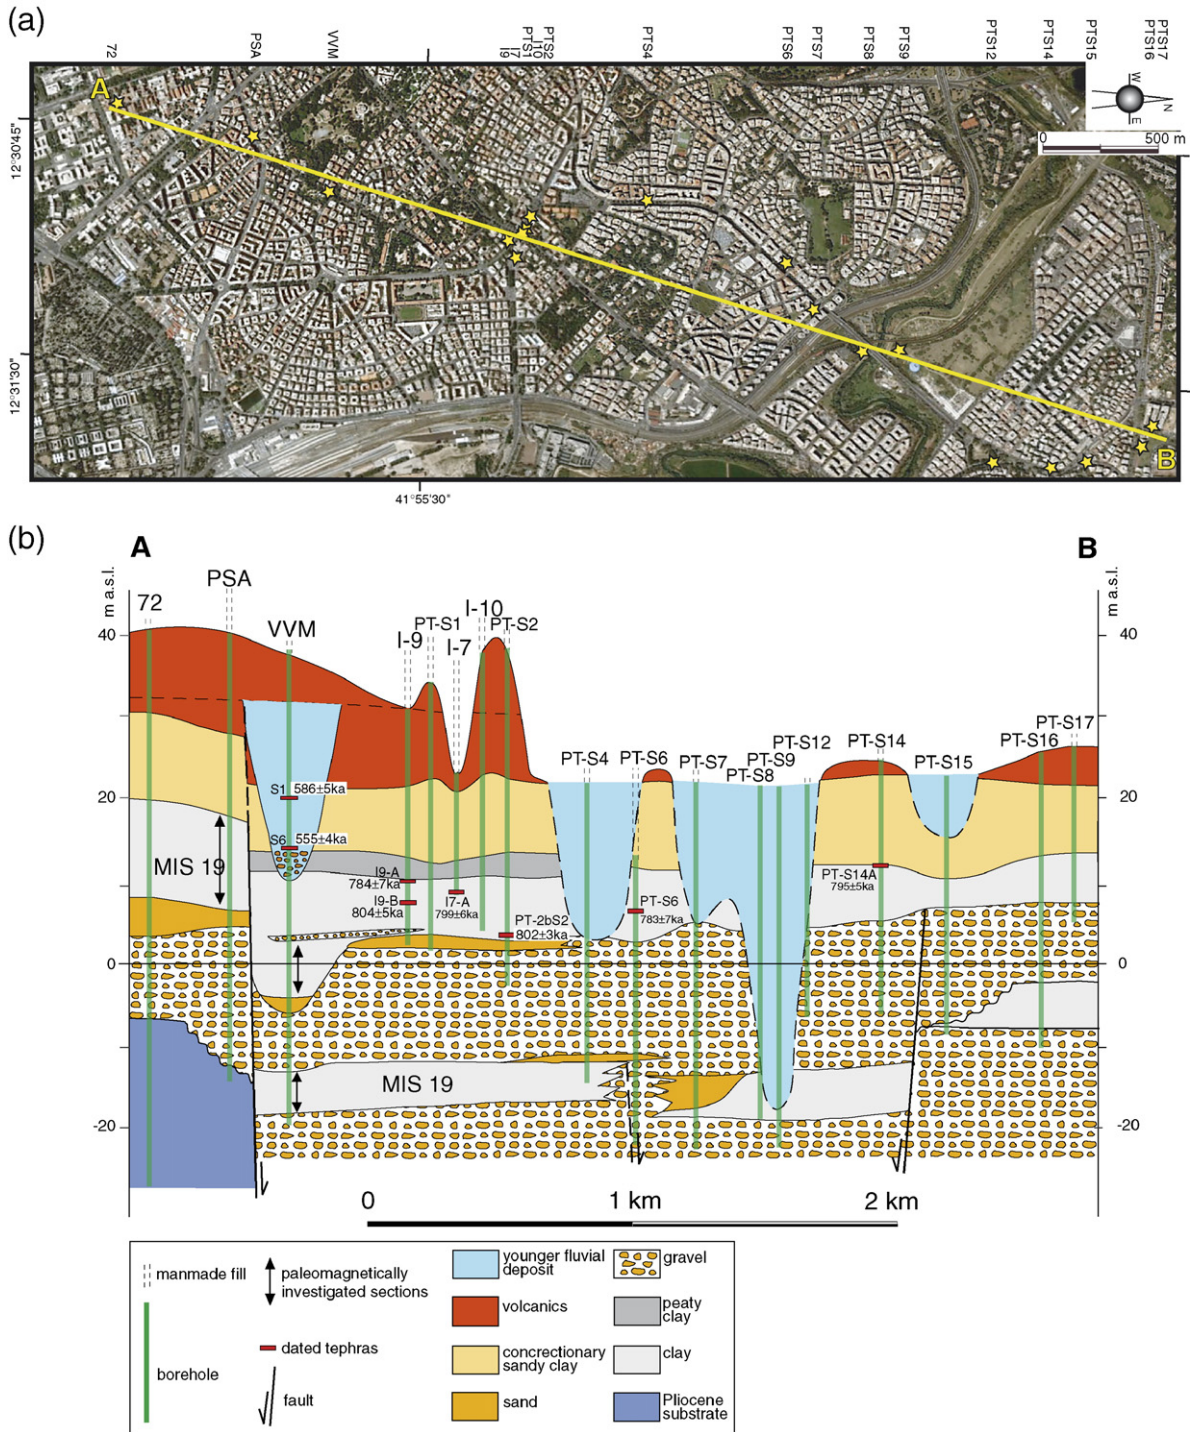 (a)
72
PSA
VVM
I9
I7
PTS1
I10
PTS2
PTS4
PTS6
PTS7
PTS8
PTS9
PTS12
PTS14
PTS15
PTS16
PTS17
A
W
N
E
0 500 m
12°30'45"
12°31'30"
B
41°55'30"
(b)
A
B
m a.s.l.
m a.s.l.
72
PSA
VVM
I-9
PT-S1
I-7
I-10
PT-S2
PT-S4
PT-S6
PT-S7
PT-S8
PT-S9
PT-S12
PT-S14
PT-S15
PT-S16
PT-S17
40
40
20
20
0
0
-20
-20
S1 586±5ka
S6 555±4ka
MIS 19
I9-A
784±7ka
I9-B
804±5ka
I7-A
799±6ka
PT-2bS2
802±3ka
PT-S6
783±7ka
PT-S14A
795±5ka
MIS 19
0 1 km 2 km
manmade fill
borehole
paleomagnetically
investigated sections
dated tephras
fault
younger fluvial
deposit
volcanics
concrectionary
sandy clay
sand
gravel
peaty
clay
clay
Pliocene
substrate